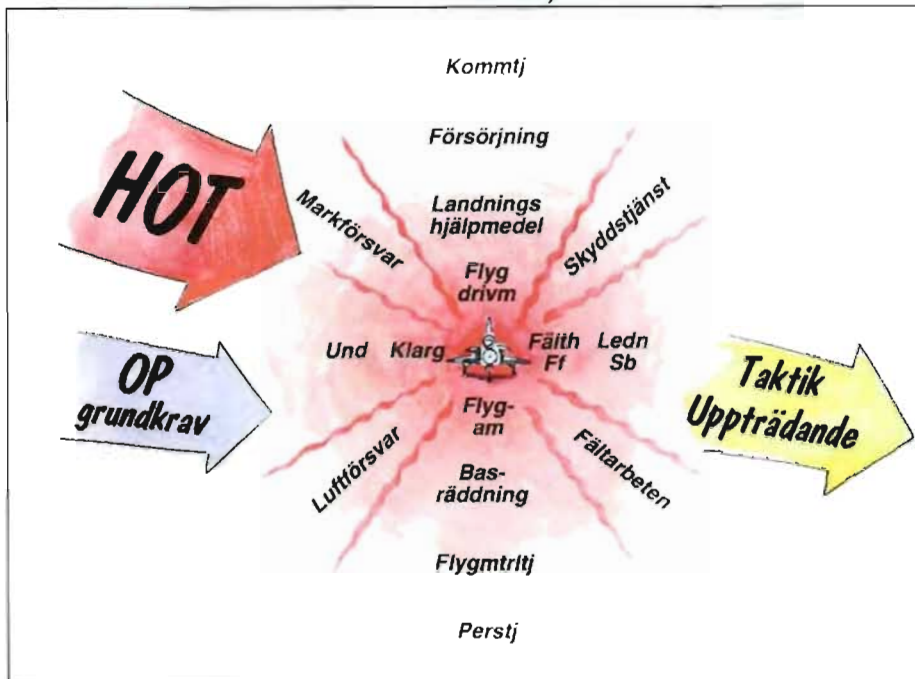 Kommtj
HOT
Försörjning
Markförsvar
Landnings
hjälpmedel
Skyddstjänst
Flyg
drivm
OP
grundkrav
Und
Klarg
Fälth
Ff
Ledn
Sb
Taktik
Uppträdande
Flyg-
am
Luftförsvar
Fältarbeten
Bas-
räddning
Flygmtrltj
Perstj